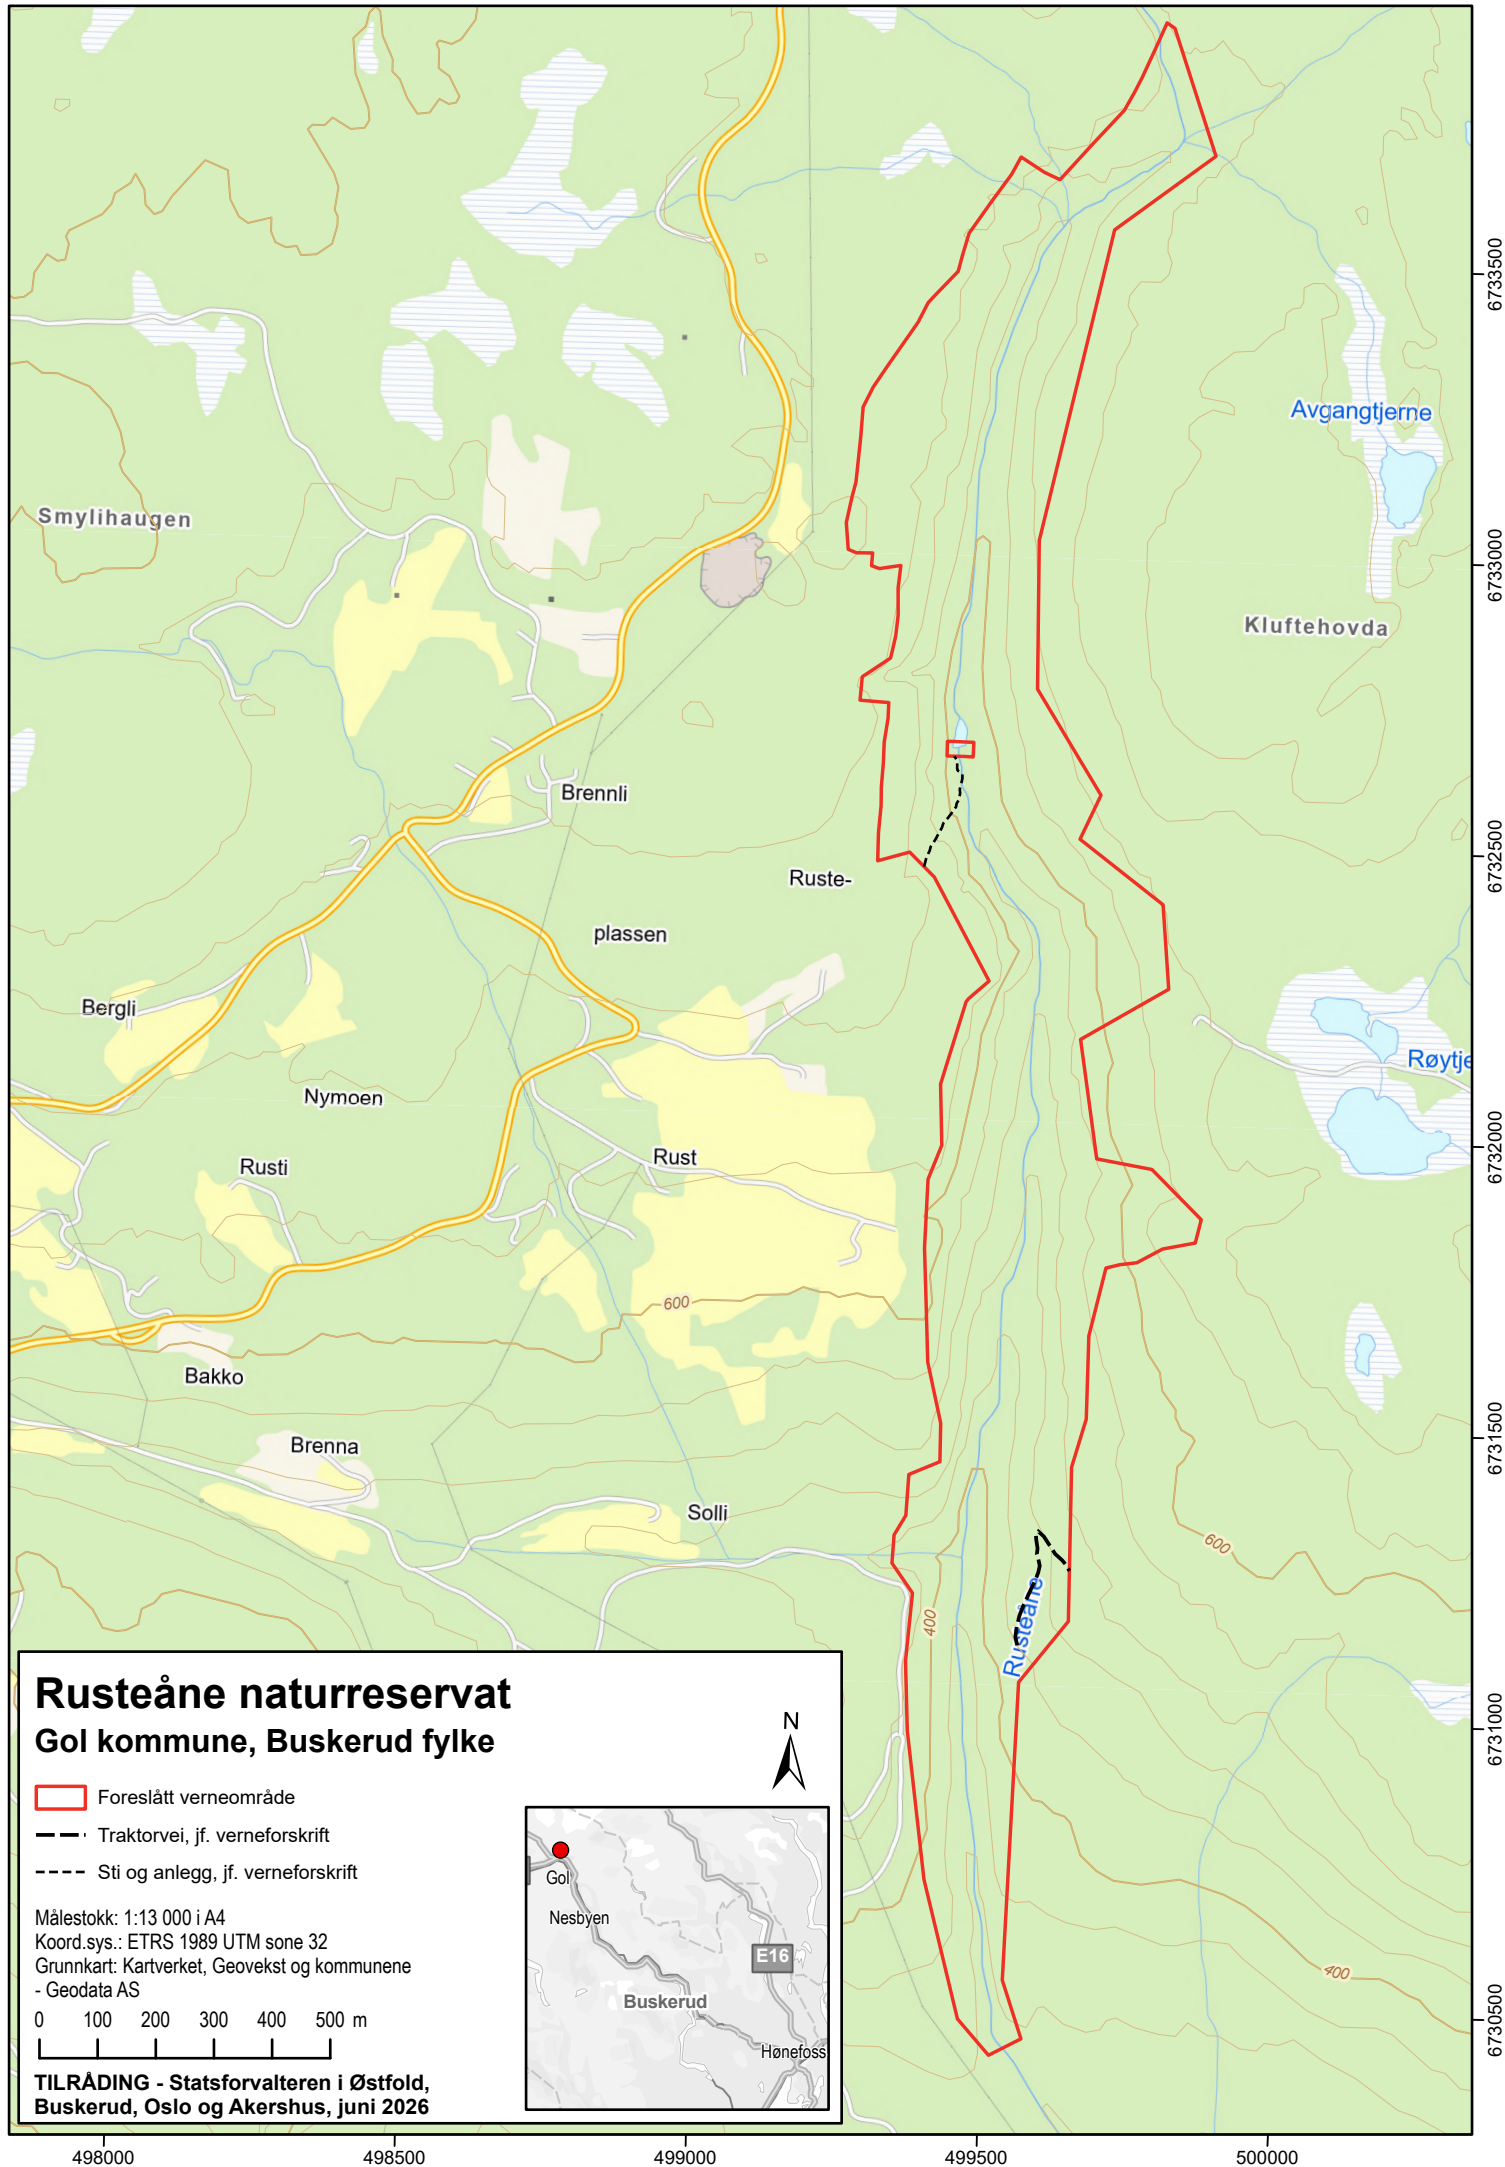 Avgangtjerne
Smylihaugen
Kluftehovda
Brennli
Ruste-
plassen
Bergli
Røytje
Nymoen
Rust
Rusti
600
Bakko
Brenna
Solli
600
400
Rusteåne
400
6733500
6733000
6732500
6732000
6731500
6731000
6730500
Rusteåne naturreservat
Gol kommune, Buskerud fylke
N
Foreslått verneområde
Traktorvei, jf. verneforskrift
Sti og anlegg, jf. verneforskrift
Målestokk: 1:13 000 i A4
Koord.sys.: ETRS 1989 UTM sone 32
Grunnkart: Kartverket, Geovekst og kommunene
- Geodata AS
0 100 200 300 400 500 m
TILRÅDING - Statsforvalteren i Østfold,
Buskerud, Oslo og Akershus, juni 2026
Gol
Nesbyen
E16
Buskerud
Hønefoss
498000 498500 499000 499500 500000